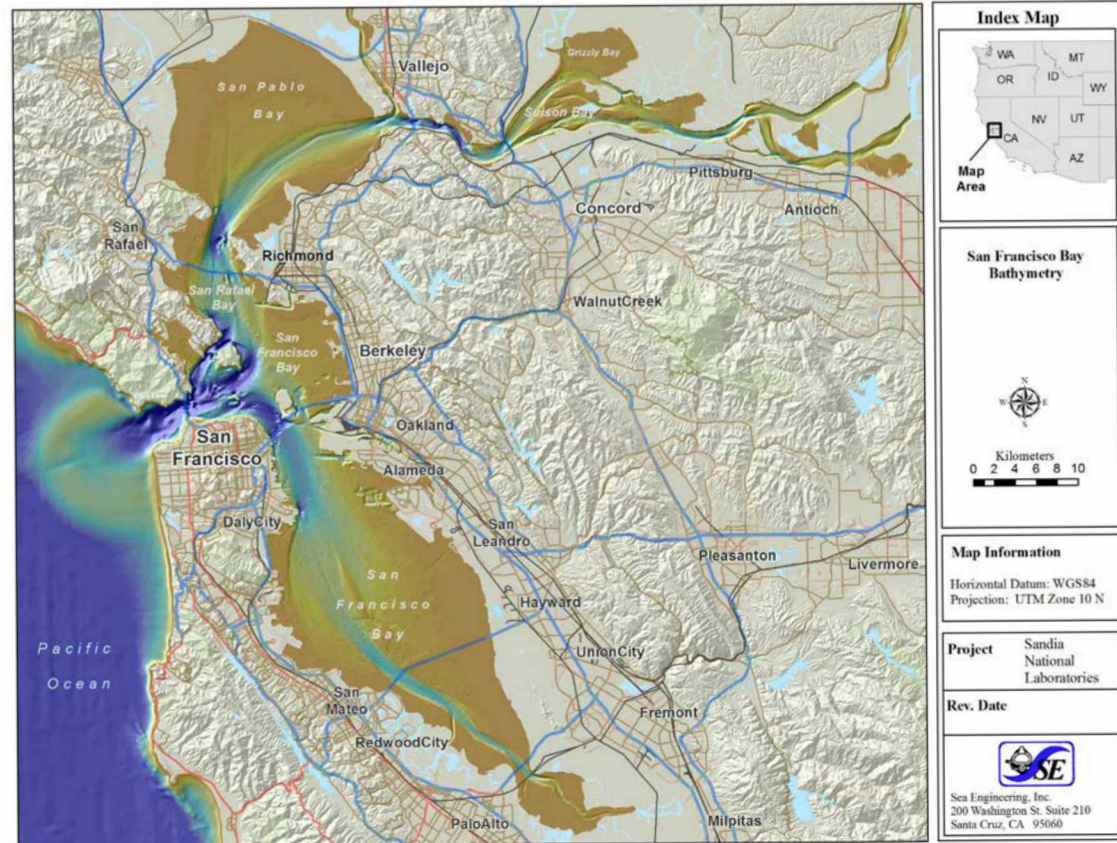 San Pablo
Bay
Vallejo
Grizzly Bay
Suison Bay
Pittsburg
Antioch
Concord
San
Rafael
Richmond
San Rafael
Bay
WalnutCreek
San
Francisco
Bay
Berkeley
Oakland
San
Francisco
Alameda
DalyCity
San
Leandro
Pleasanton
Livermore
San
Francisco
Bay
Hayward
UnionCity
Pacific
Ocean
San
Mateo
Fremont
RedwoodCity
PaloAlto
Milpitas
Index Map
WA
MT
OR
ID
WY
NV
UT
CA
AZ
Map
Area
San Francisco Bay
Bathymetry
N
W
E
S
Kilometers
0 2 4 6 8 10
Map Information
Horizontal Datum: WGS84
Projection: UTM Zone 10 N
Project Sandia
National
Laboratories
Rev. Date
SE
Sea Engineering, Inc.
200 Washington St. Suite 210
Santa Cruz, CA 95060